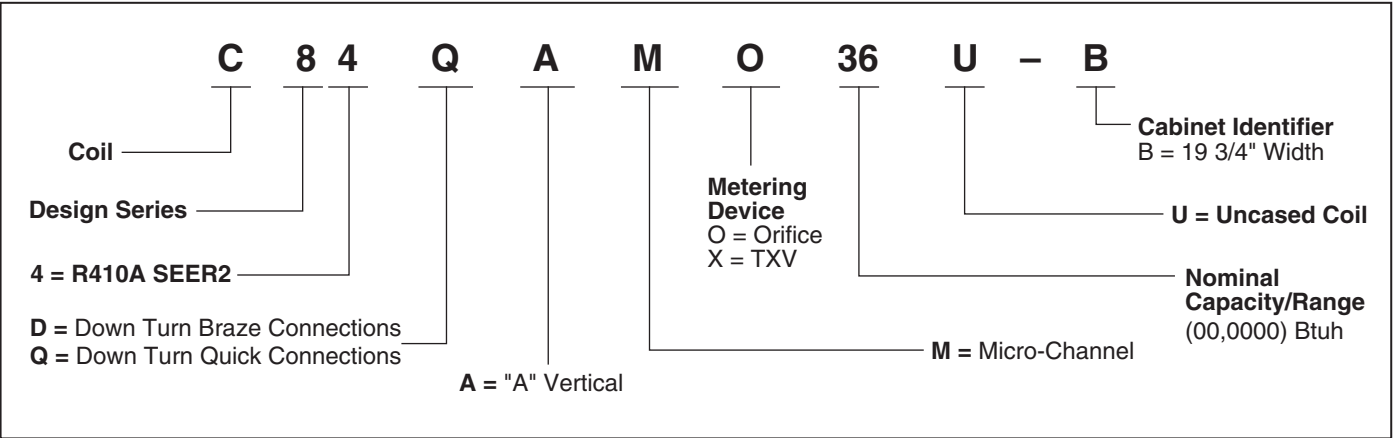 C 8 4 Q A M O 36 U – B
Coil
Design Series
4 = R410A SEER2
D = Down Turn Braze Connections
Q = Down Turn Quick Connections
A = "A" Vertical
M = Micro-Channel
Metering
Device
O = Orifice
X = TXV
Nominal
Capacity/Range
(00,0000) Btuh
U = Uncased Coil
Cabinet Identifier
B = 19 3/4" Width